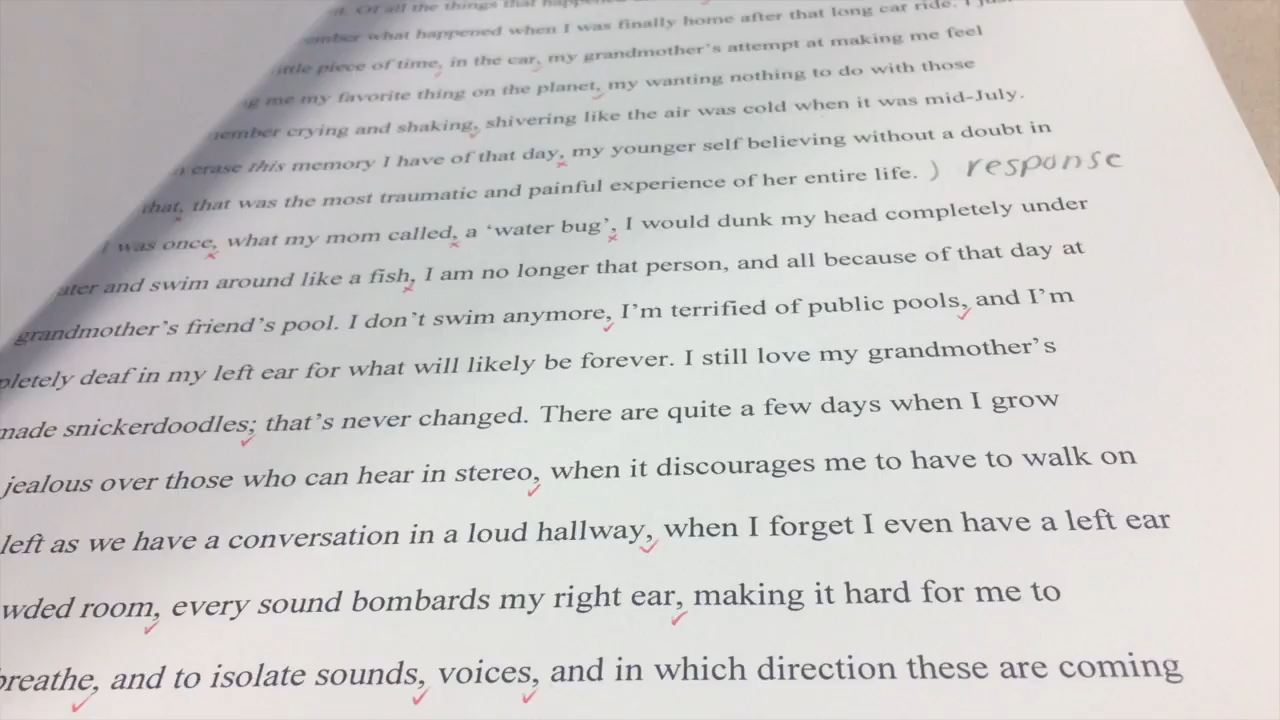 Of all the things that
what happened when I was finally home after that long car ride. I
piece of time, in the car, my grandmother's attempt at making me feel
me my favorite thing on the planet, my wanting nothing to do with those
crying and shaking, shivering like the air was cold when it was mid-July.
erase this memory I have of that day, my younger self believing without a doubt in
that, that was the most traumatic and painful experience of her entire life. ) response
I was once, what my mom called, a ‘water bug’, I would dunk my head completely under
and swim around like a fish, I am no longer that person, and all because of that day at
grandmother's friend's pool. I don't swim anymore, I'm terrified of public pools, and I'm
deaf in my left ear for what will likely be forever. I still love my grandmother's
made snickerdoodles; that's never changed. There are quite a few days when I grow
jealous over those who can hear in stereo, when it discourages me to have to walk on
left as we have a conversation in a loud hallway, when I forget I even have a left ear
room, every sound bombards my right ear, making it hard for me to
breathe, and to isolate sounds, voices, and in which direction these are coming